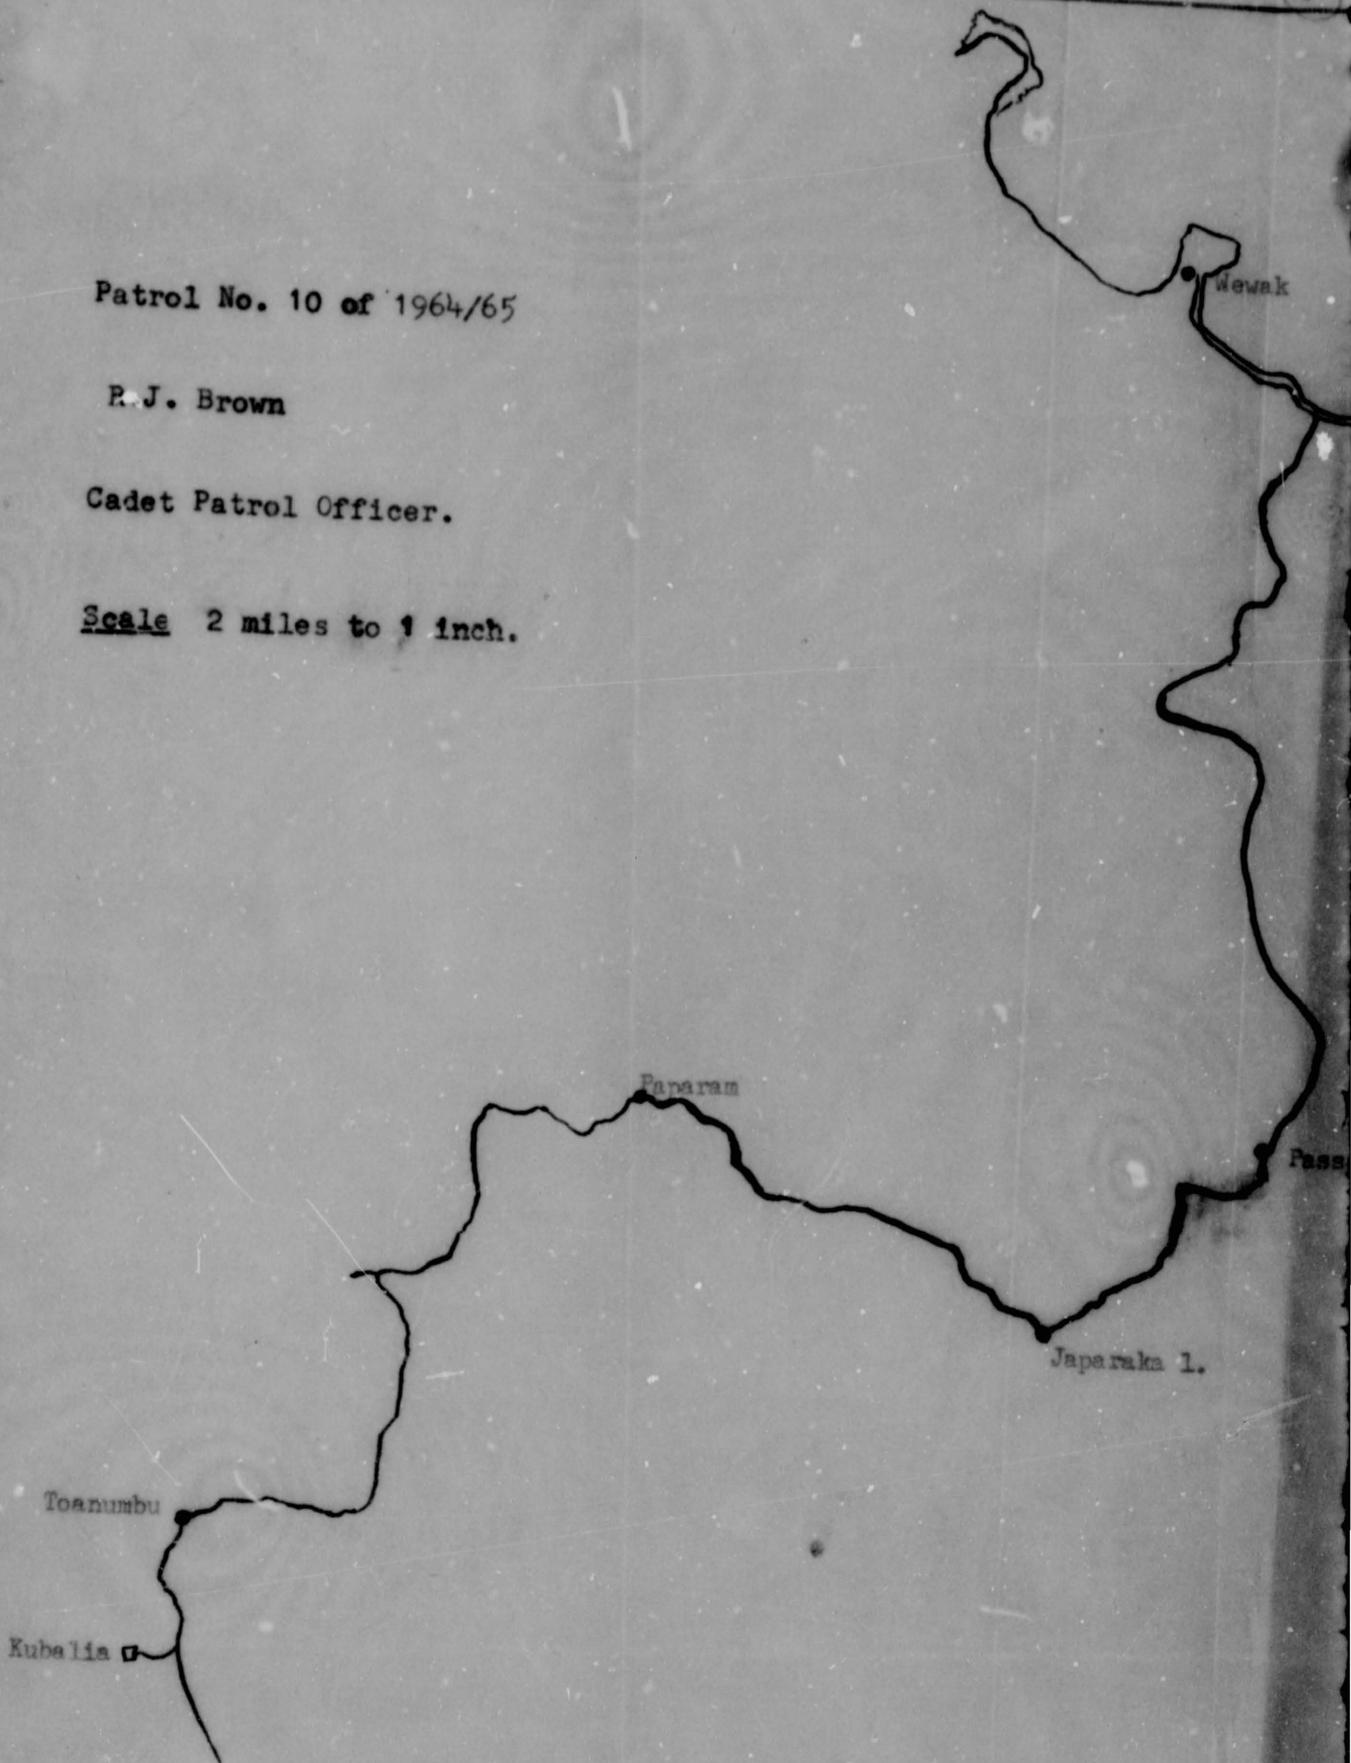 Patrol No. 10 of 1964/65
R.J. Brown
Cadet Patrol Officer.
Scale 2 miles to 1 inch.
Wewak
Paparam
Pass
Japaraka 1.
Toanumbu
Kubalia